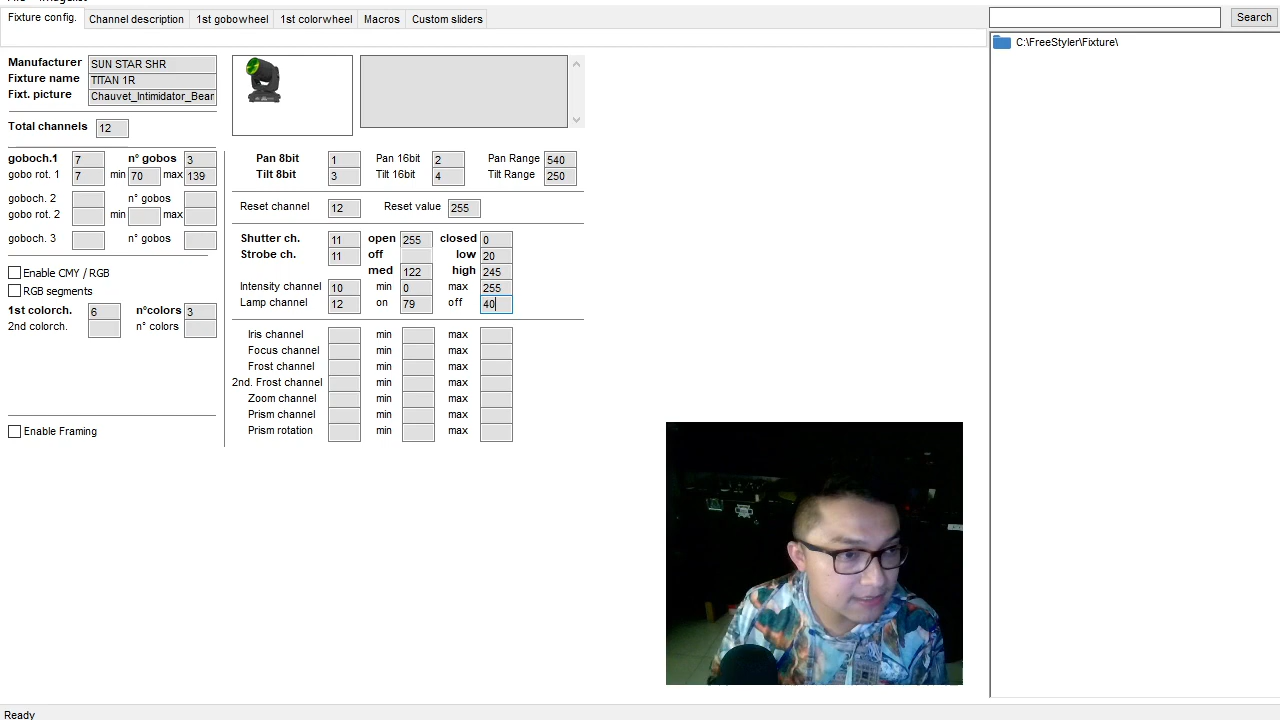 Fixture config. Channel description 1st gobowheel 1st colorwheel Macros Custom sliders Search
C:\FreeStyler\Fixture\
Manufacturer SUN STAR SHR
Fixture name TITAN 1R
Fixt. picture Chauvet_Intimidator_Bear
Total channels 12
goboch.1 7 n° gobos 3
gobo rot. 1 7 min 70 max 139
goboch. 2 n° gobos
gobo rot. 2 min max
goboch. 3 n° gobos
Enable CMY / RGB
RGB segments
1st colorch. 6 n°colors 3
2nd colorch. n° colors
Enable Framing
Pan 8bit 1 Pan 16bit 2 Pan Range 540
Tilt 8bit 3 Tilt 16bit 4 Tilt Range 250
Reset channel 12 Reset value 255
Shutter ch. 11 open 255 closed 0
Strobe ch. 11 off low 20
med 122 high 245
Intensity channel 10 min 0 max 255
Lamp channel 12 on 79 off 40
Iris channel min max
Focus channel min max
Frost channel min max
2nd. Frost channel min max
Zoom channel min max
Prism channel min max
Prism rotation min max
Ready